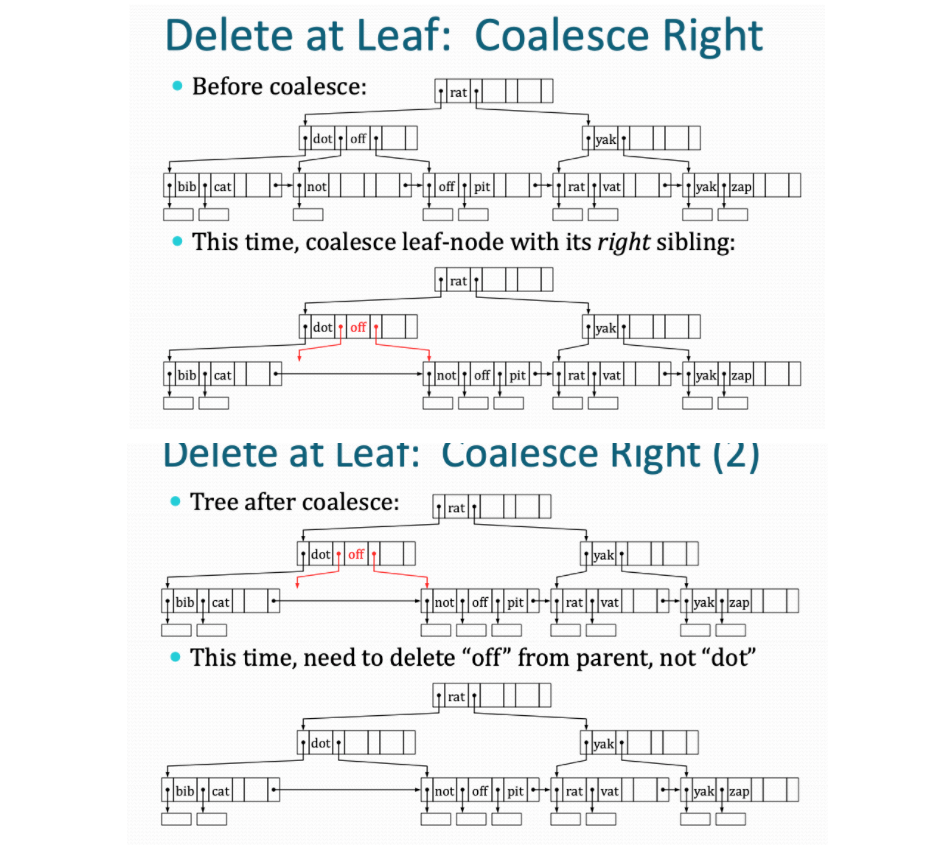 Delete at Leaf: Coalesce Right
• Before coalesce:
rat
dot off
yak
bib cat
not
off pit
rat vat
yak zap
• This time, coalesce leaf-node with its right sibling:
rat
dot off
yak
bib cat
not off pit
rat vat
yak zap
Delete at Leaf: Coalesce Right (2)
• Tree after coalesce:
rat
dot off
yak
bib cat
not off pit
rat vat
yak zap
• This time, need to delete “off” from parent, not “dot”
rat
dot
yak
bib cat
not off pit
rat vat
yak zap